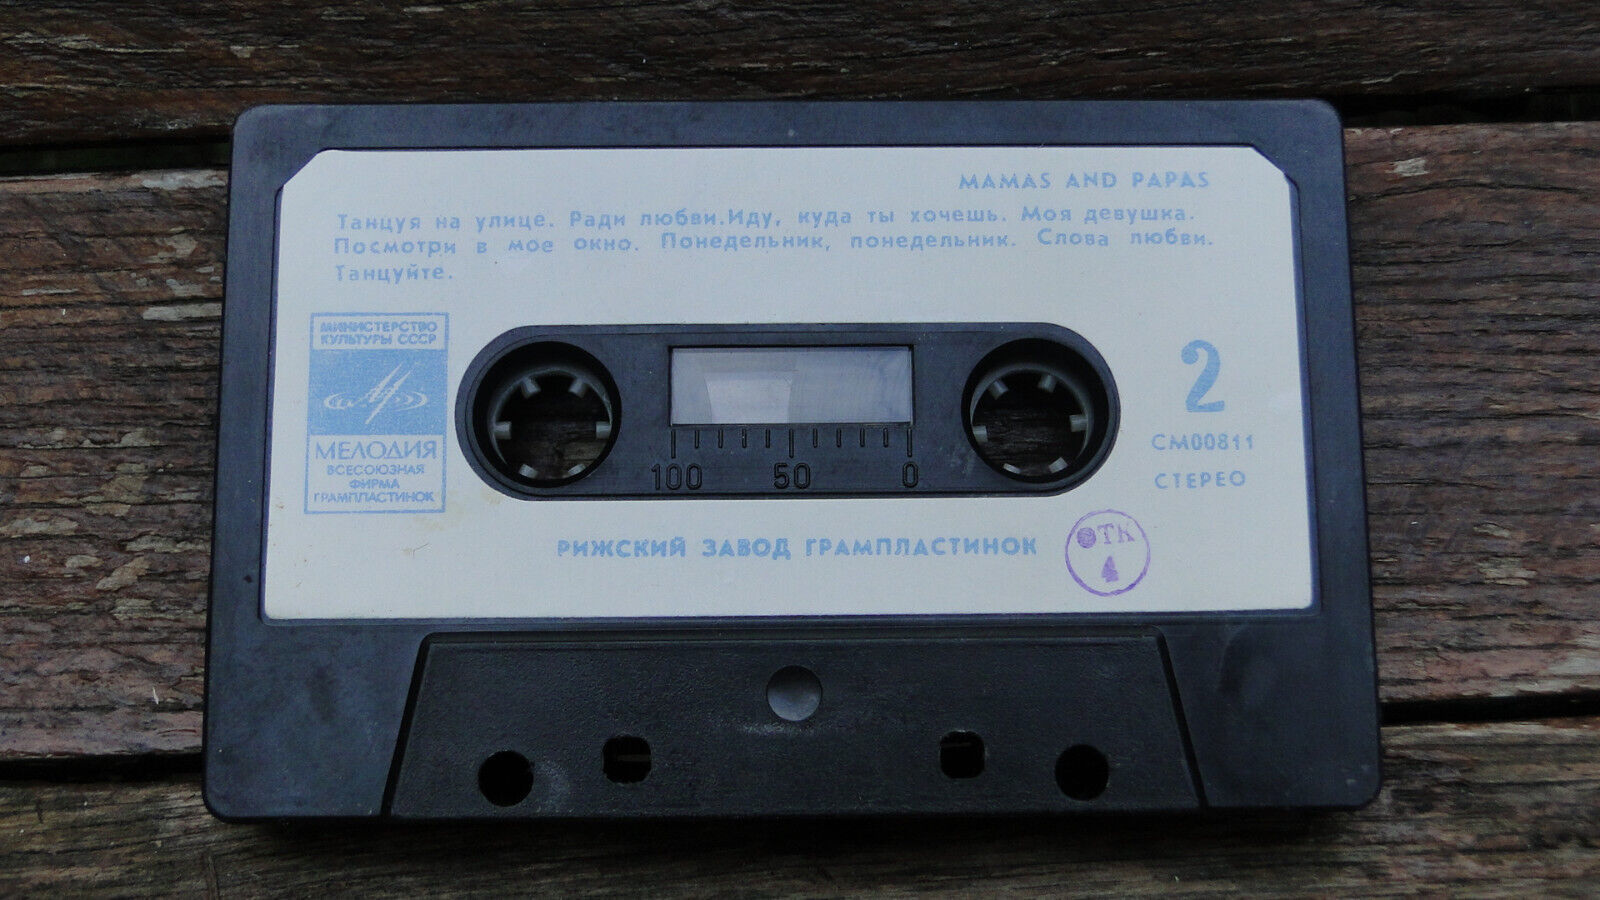 MAMAS AND PAPAS
Танцуя на улице. Ради любви.Иду, куда ты хочешь. Моя девушка.
Посмотри в мое окно. Понедельник, понедельник. Слова любви.
Танцуйте.
МИНИСТЕРСТВО
КУЛЬТУРЫ СССР
МЕЛОДИЯ
ВСЕСОЮЗНАЯ
ФИРМА
ГРАМПЛАСТИНОК
100 50 0
2
СМ00811
СТЕРЕО
РИЖСКИЙ ЗАВОД ГРАМПЛАСТИНОК
ОТК
4